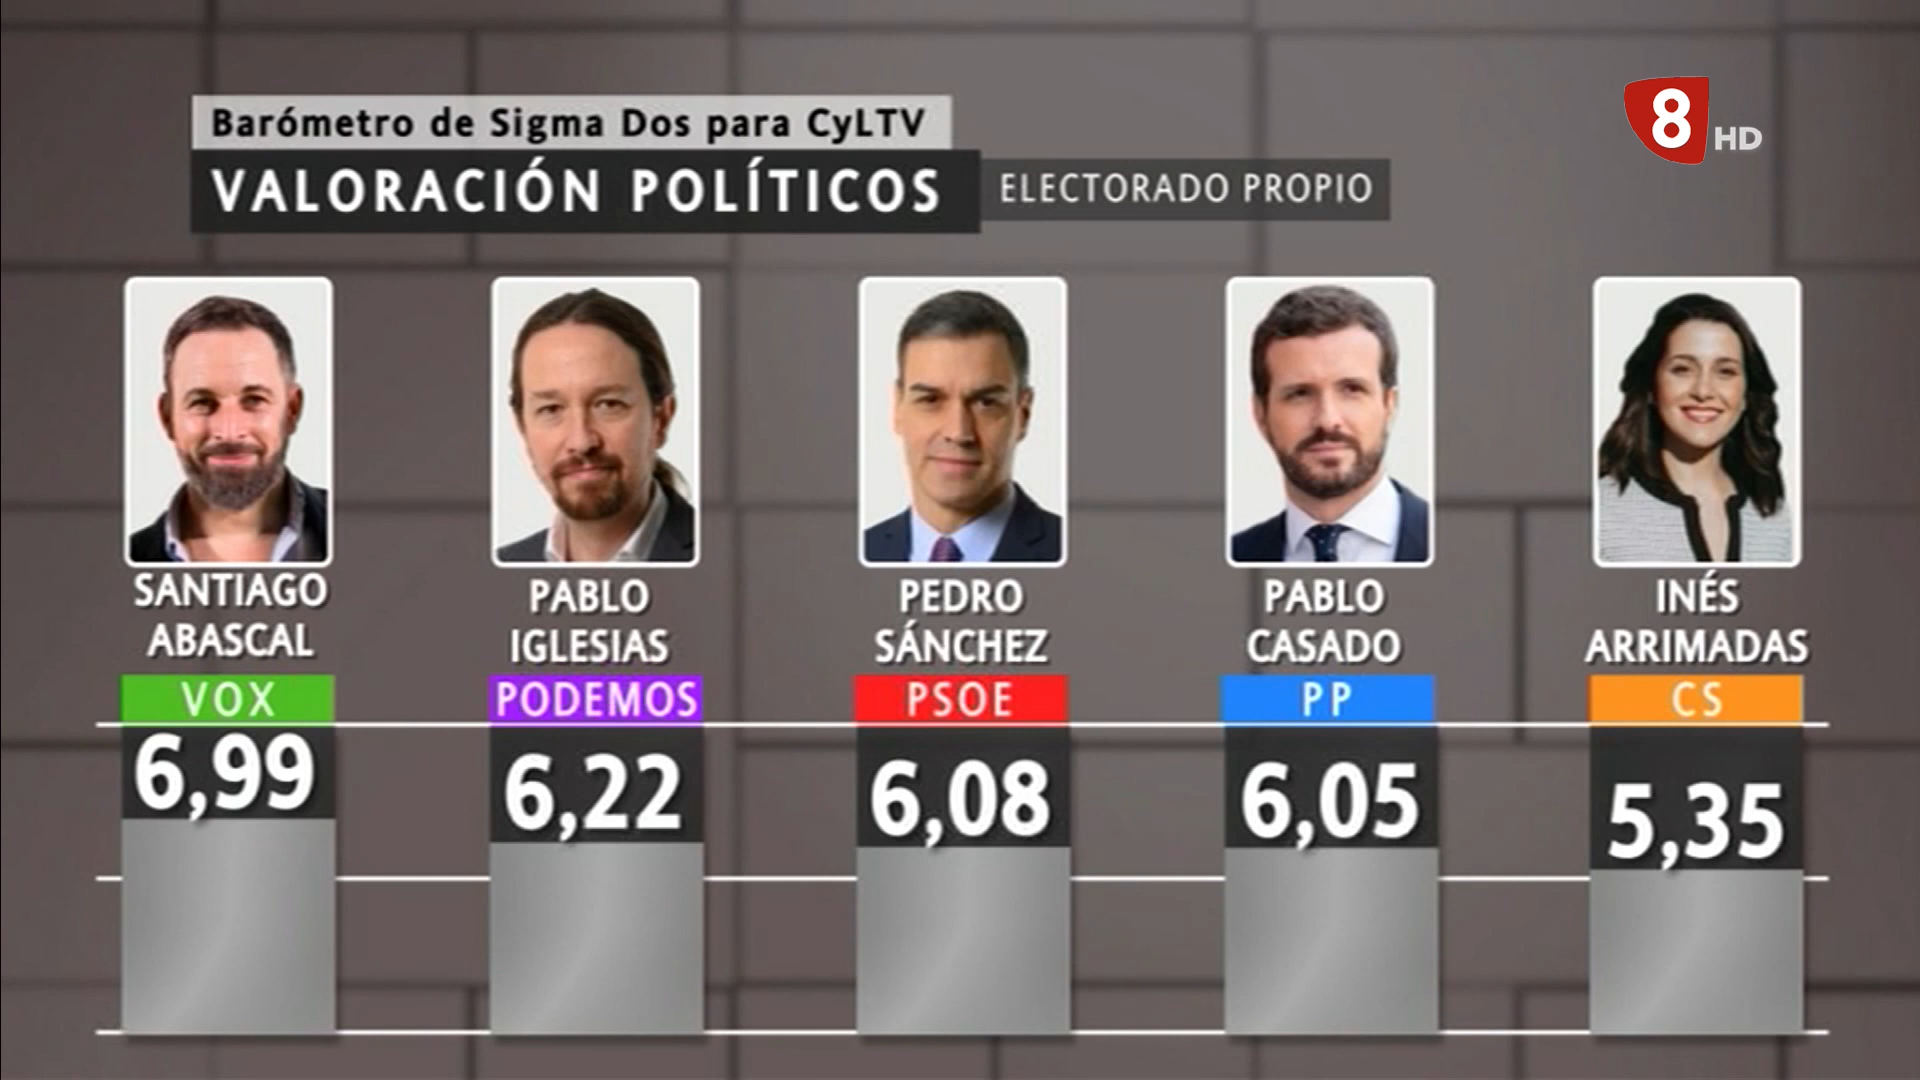 Barómetro de Sigma Dos para CyLTV
VALORACIÓN POLÍTICOS
ELECTORADO PROPIO
8 HD
SANTIAGO
ABASCAL
VOX
6,99
PABLO
IGLESIAS
PODEMOS
6,22
PEDRO
SÁNCHEZ
PSOE
6,08
PABLO
CASADO
PP
6,05
INÉS
ARRIMADAS
CS
5,35